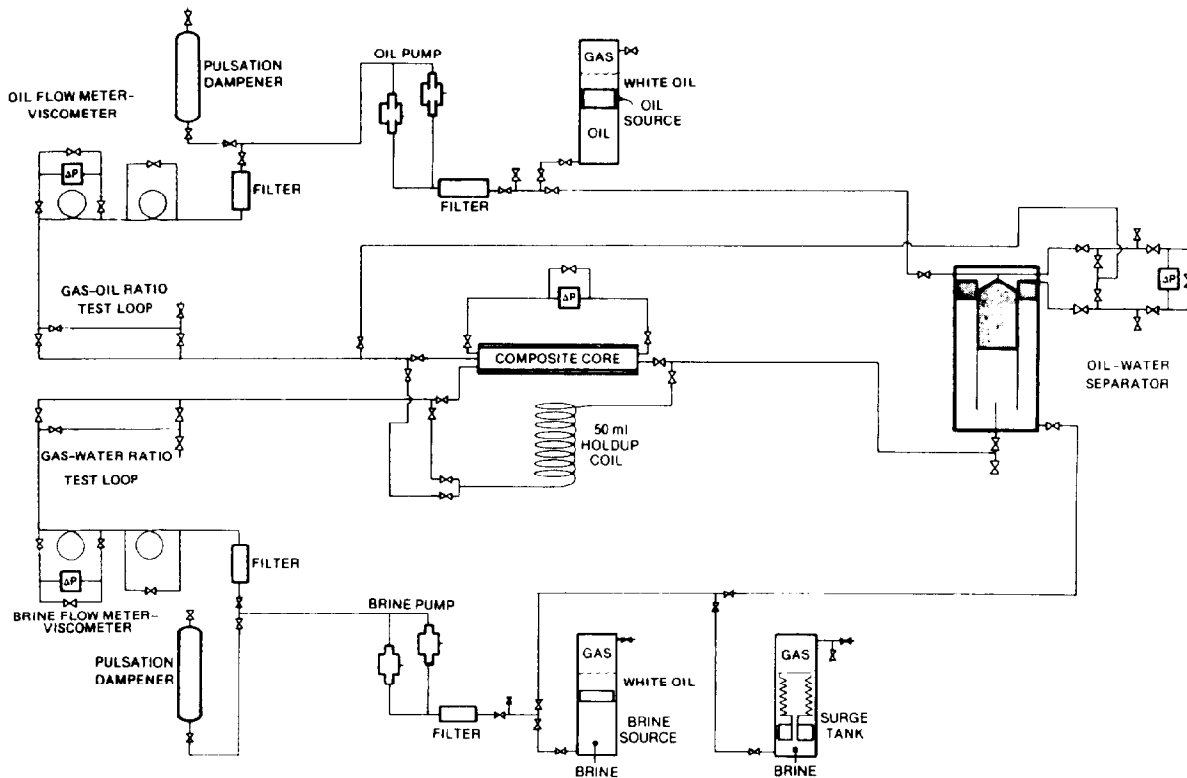 PULSATION
DAMPENER
OIL PUMP
GAS
WHITE OIL
OIL
SOURCE
OIL
OIL FLOW METER-
VISCOMETER
ΔP
FILTER
FILTER
GAS-OIL RATIO
TEST LOOP
ΔP
ΔP
COMPOSITE CORE
OIL-WATER
SEPARATOR
50 ml
HOLDUP
COIL
GAS-WATER RATIO
TEST LOOP
FILTER
ΔP
BRINE FLOW METER-
VISCOMETER
BRINE PUMP
PULSATION
DAMPENER
FILTER
GAS
WHITE OIL
BRINE
SOURCE
BRINE
GAS
SURGE
TANK
BRINE